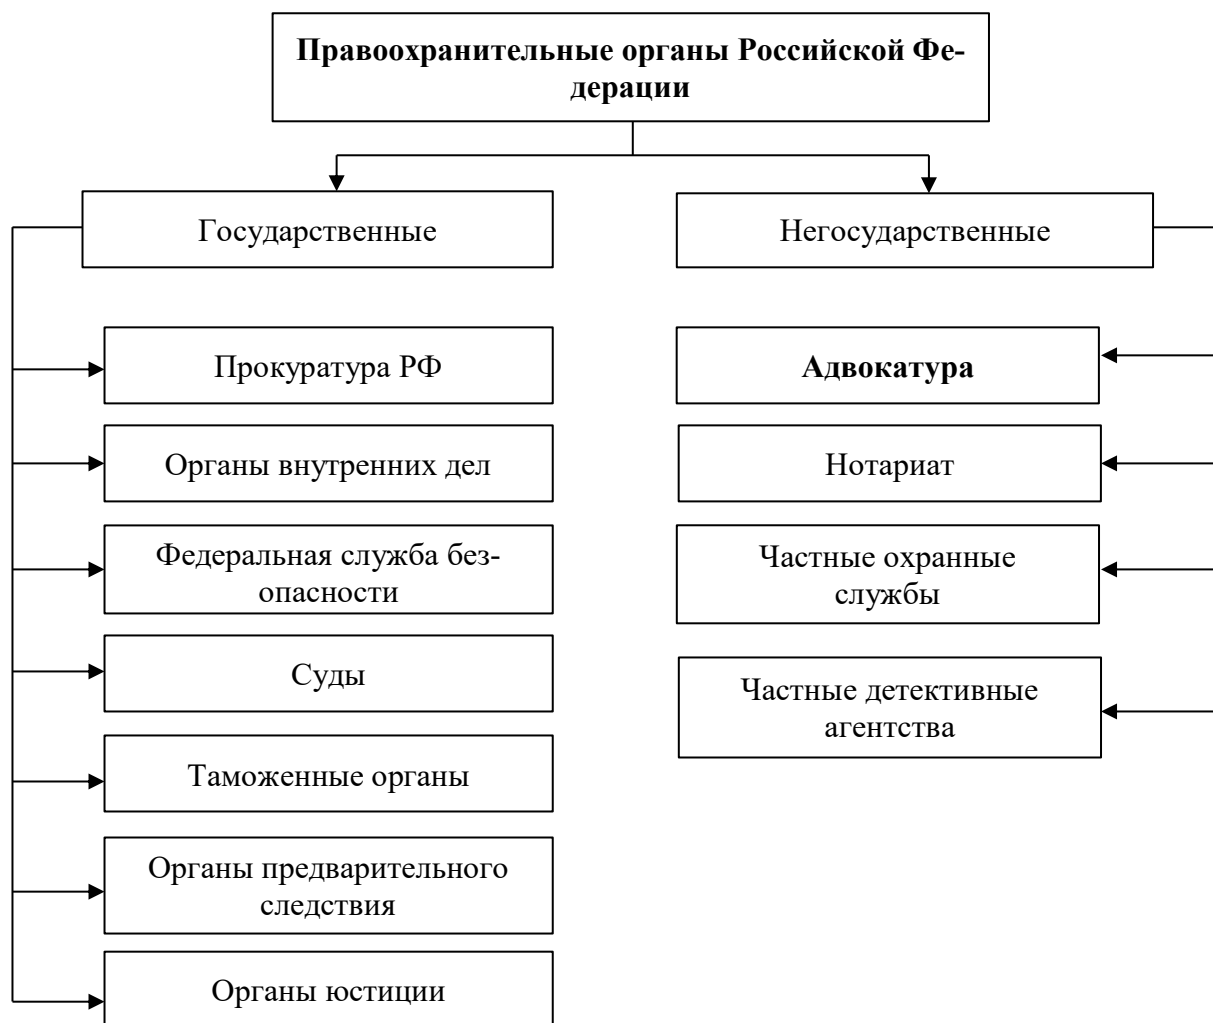 Правоохранительные органы Российской Фе-
дерации
Государственные
Негосударственные
Прокуратура РФ
Органы внутренних дел
Федеральная служба без-
опасности
Суды
Таможенные органы
Органы предварительного
следствия
Органы юстиции
Адвокатура
Нотариат
Частные охранные
службы
Частные детективные
агентства